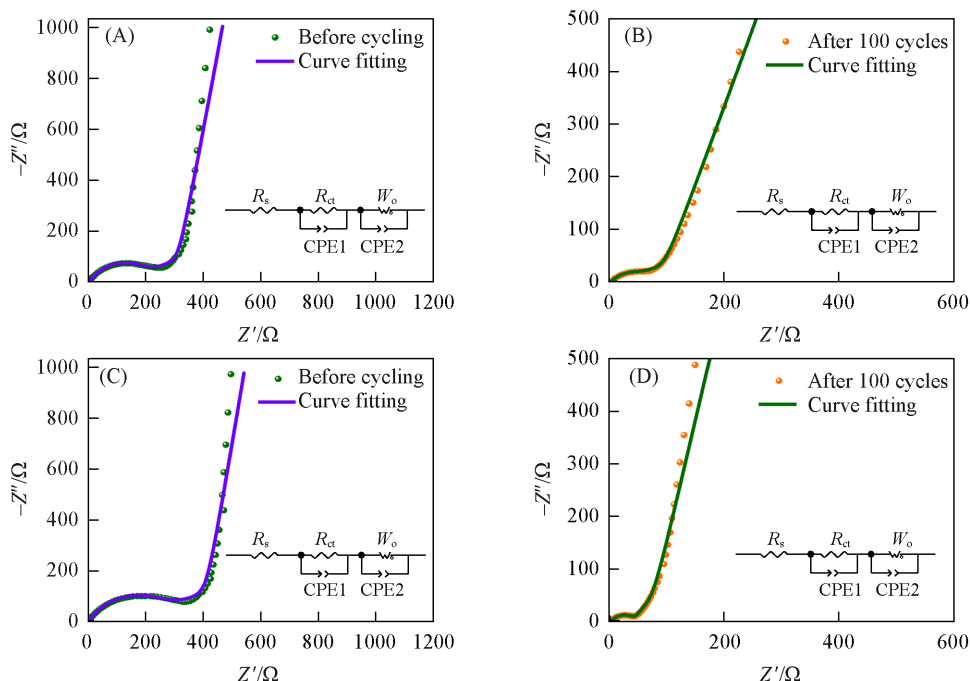 (A)
Before cycling
Curve fitting
−Z″/Ω
1000
800
600
400
200
0
Rs
Rct
Wo
CPE1
CPE2
0 200 400 600 800 1000 1200
Z′/Ω
(B)
After 100 cycles
Curve fitting
−Z″/Ω
500
400
300
200
100
0
Rs
Rct
Wo
CPE1
CPE2
0 200 400 600
Z′/Ω
(C)
Before cycling
Curve fitting
−Z″/Ω
1000
800
600
400
200
0
Rs
Rct
Wo
CPE1
CPE2
0 200 400 600 800 1000 1200
Z′/Ω
(D)
After 100 cycles
Curve fitting
−Z″/Ω
500
400
300
200
100
0
Rs
Rct
Wo
CPE1
CPE2
0 200 400 600
Z′/Ω